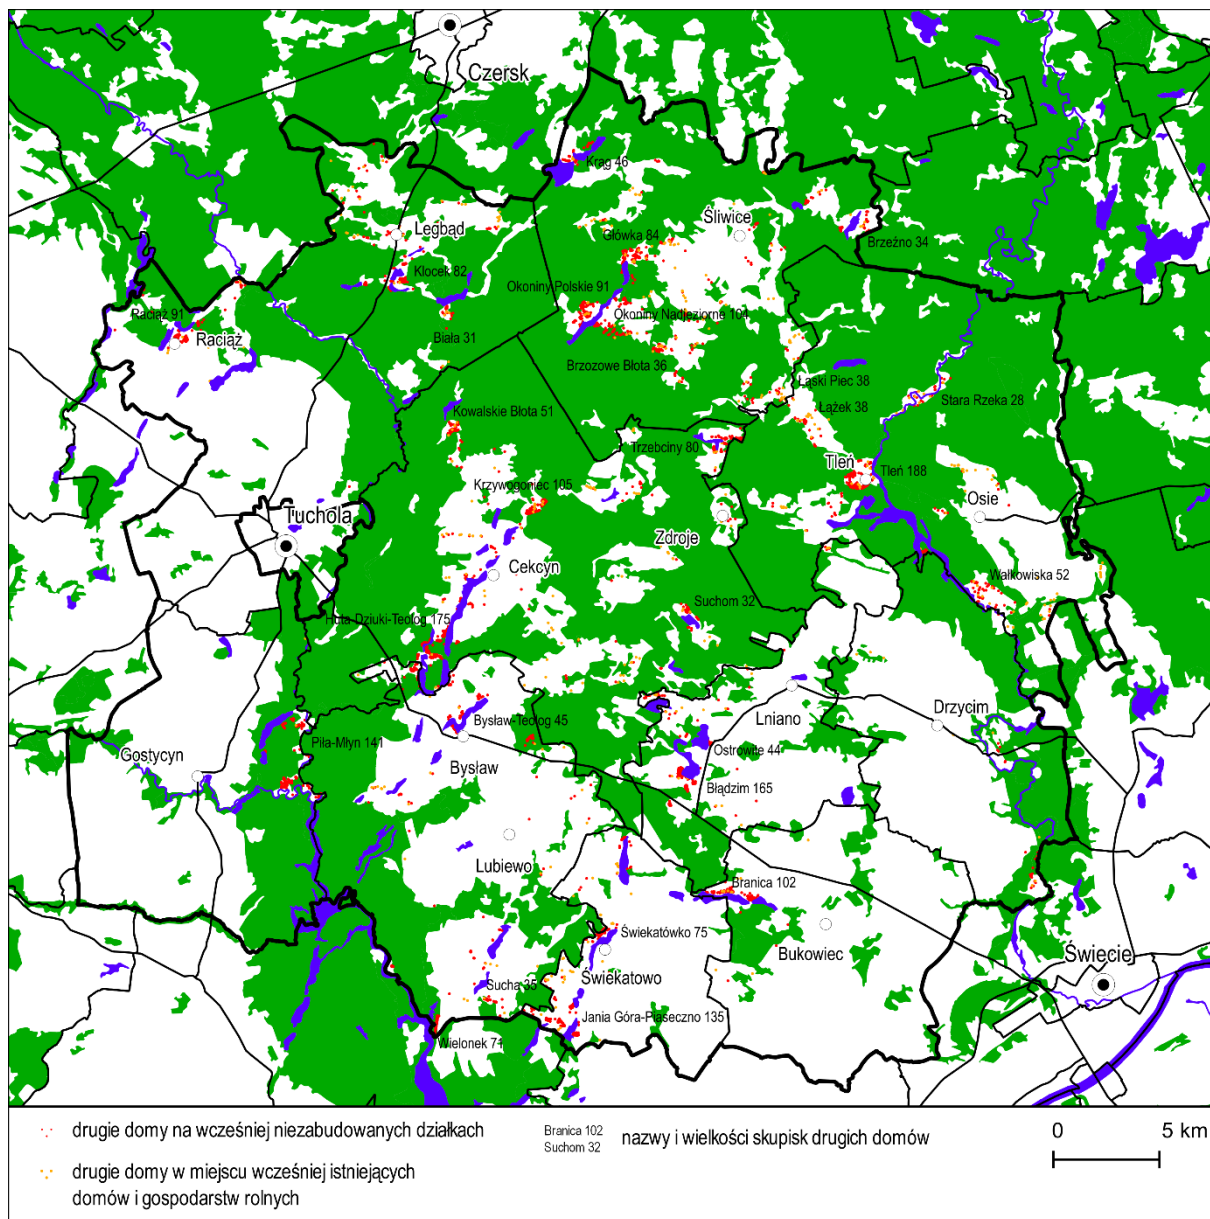 Czersk
Krąg 46
Śliwice
Legbąd
Główka 84
Brzeźno 34
Klocek 82
Okoniny Polskie 91
Raciąż 91
Okoniny Nadjeziorne 104
Raciąż
Biała 31
Brzozowe Błota 36
Łąski Piec 38
Stara Rzeka 28
Łążek 38
Kowalskie Błota 51
Trzebciny 80
Tleń
Tleń 188
Krzywogoniec 105
Osie
Tuchola
Zdroje
Cekcyn
Wałkowiska 52
Suchom 32
Huta Dziuki-Teolog 175
Drzycim
Lniano
Bysław-Teolog 45
Piła-Młyn 141
Ostrowite 44
Gostycyn
Bysław
Błądzim 165
Lubiewo
Branica 102
Świekatówko 75
Bukowiec
Święcie
Świekatowo
Sucha 35
Jania Góra-Piaseczno 135
Wielonek 71
drugie domy na wcześniej niezabudowanych działkach
drugie domy w miejscu wcześniej istniejących
domów i gospodarstw rolnych
Branica 102
Suchom 32
nazwy i wielkości skupisk drugich domów
0 5 km